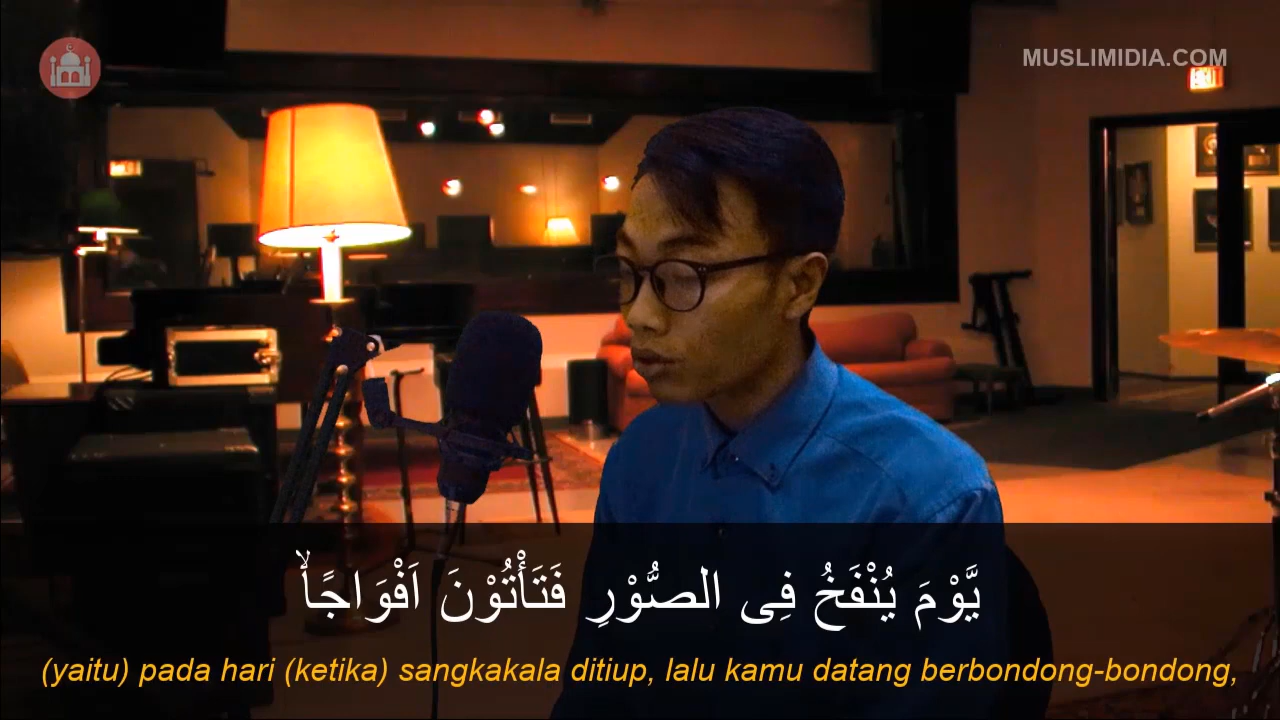 MUSLIMIDIA.COM
EXIT
يَّوْمَ يُنْفَخُ فِى الصُّوْرِ فَتَأْتُوْنَ اَفْوَاجًاۙ
(yaitu) pada hari (ketika) sangkakala ditiup, lalu kamu datang berbondong-bondong,